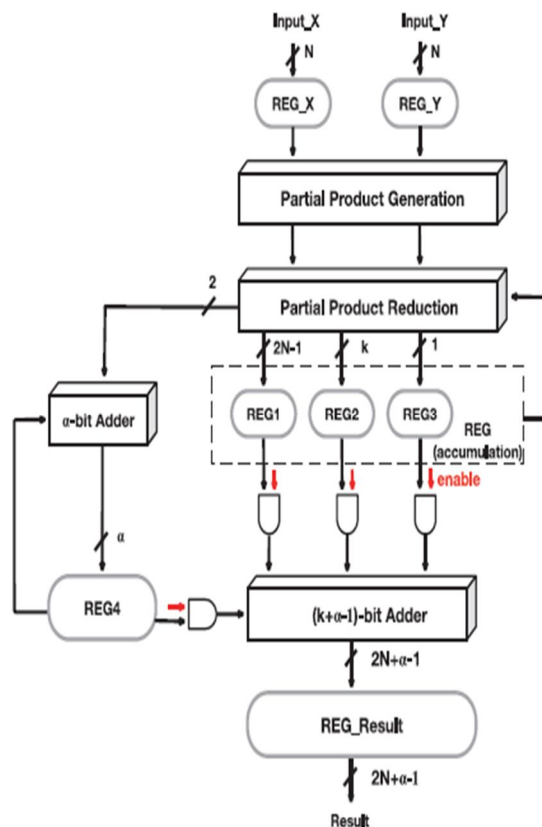 Input_X Input_Y
N N
REG_X REG_Y
Partial Product Generation
2
Partial Product Reduction
2N-1 k 1
α-bit Adder
REG1 REG2 REG3
REG
(accumulation)
enable
α
REG4
(k+α-1)-bit Adder
2N+α-1
REG_Result
2N+α-1
Result